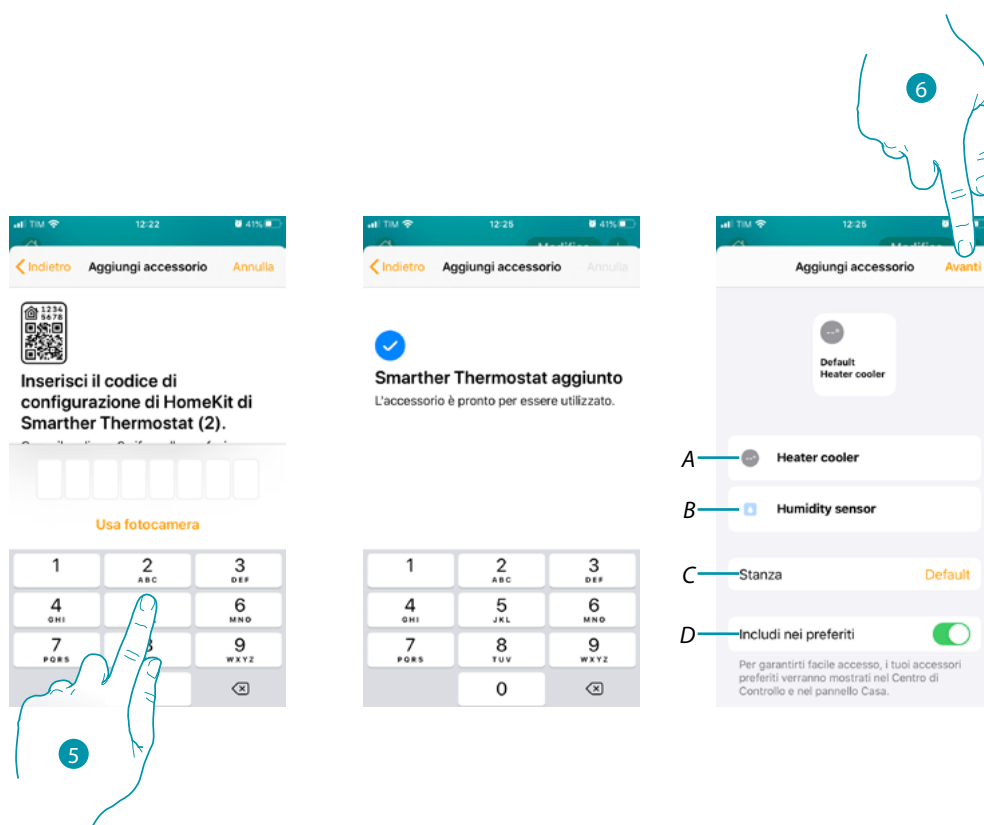 6
TIM 12:22 41%
Indietro Aggiungi accessorio Annulla
1234
5678
Inserisci il codice di
configurazione di HomeKit di
Smarther Thermostat (2).
Usa fotocamera
1 2 3
ABC DEF
4 6
GHI MNO
7 9
PQRS WXYZ
5
TIM 12:25 41%
Indietro Aggiungi accessorio Annulla
Smarther Thermostat aggiunto
L'accessorio è pronto per essere utilizzato.
1 2 3
ABC DEF
4 5 6
GHI JKL MNO
7 8 9
PQRS TUV WXYZ
0
TIM 12:25
Aggiungi accessorio Avanti
Default
Heater cooler
A Heater cooler
B Humidity sensor
C Stanza Default
D Includi nei preferiti
Per garantirti facile accesso, i tuoi accessori
preferiti verranno mostrati nel Centro di
Controllo e nel pannello Casa.